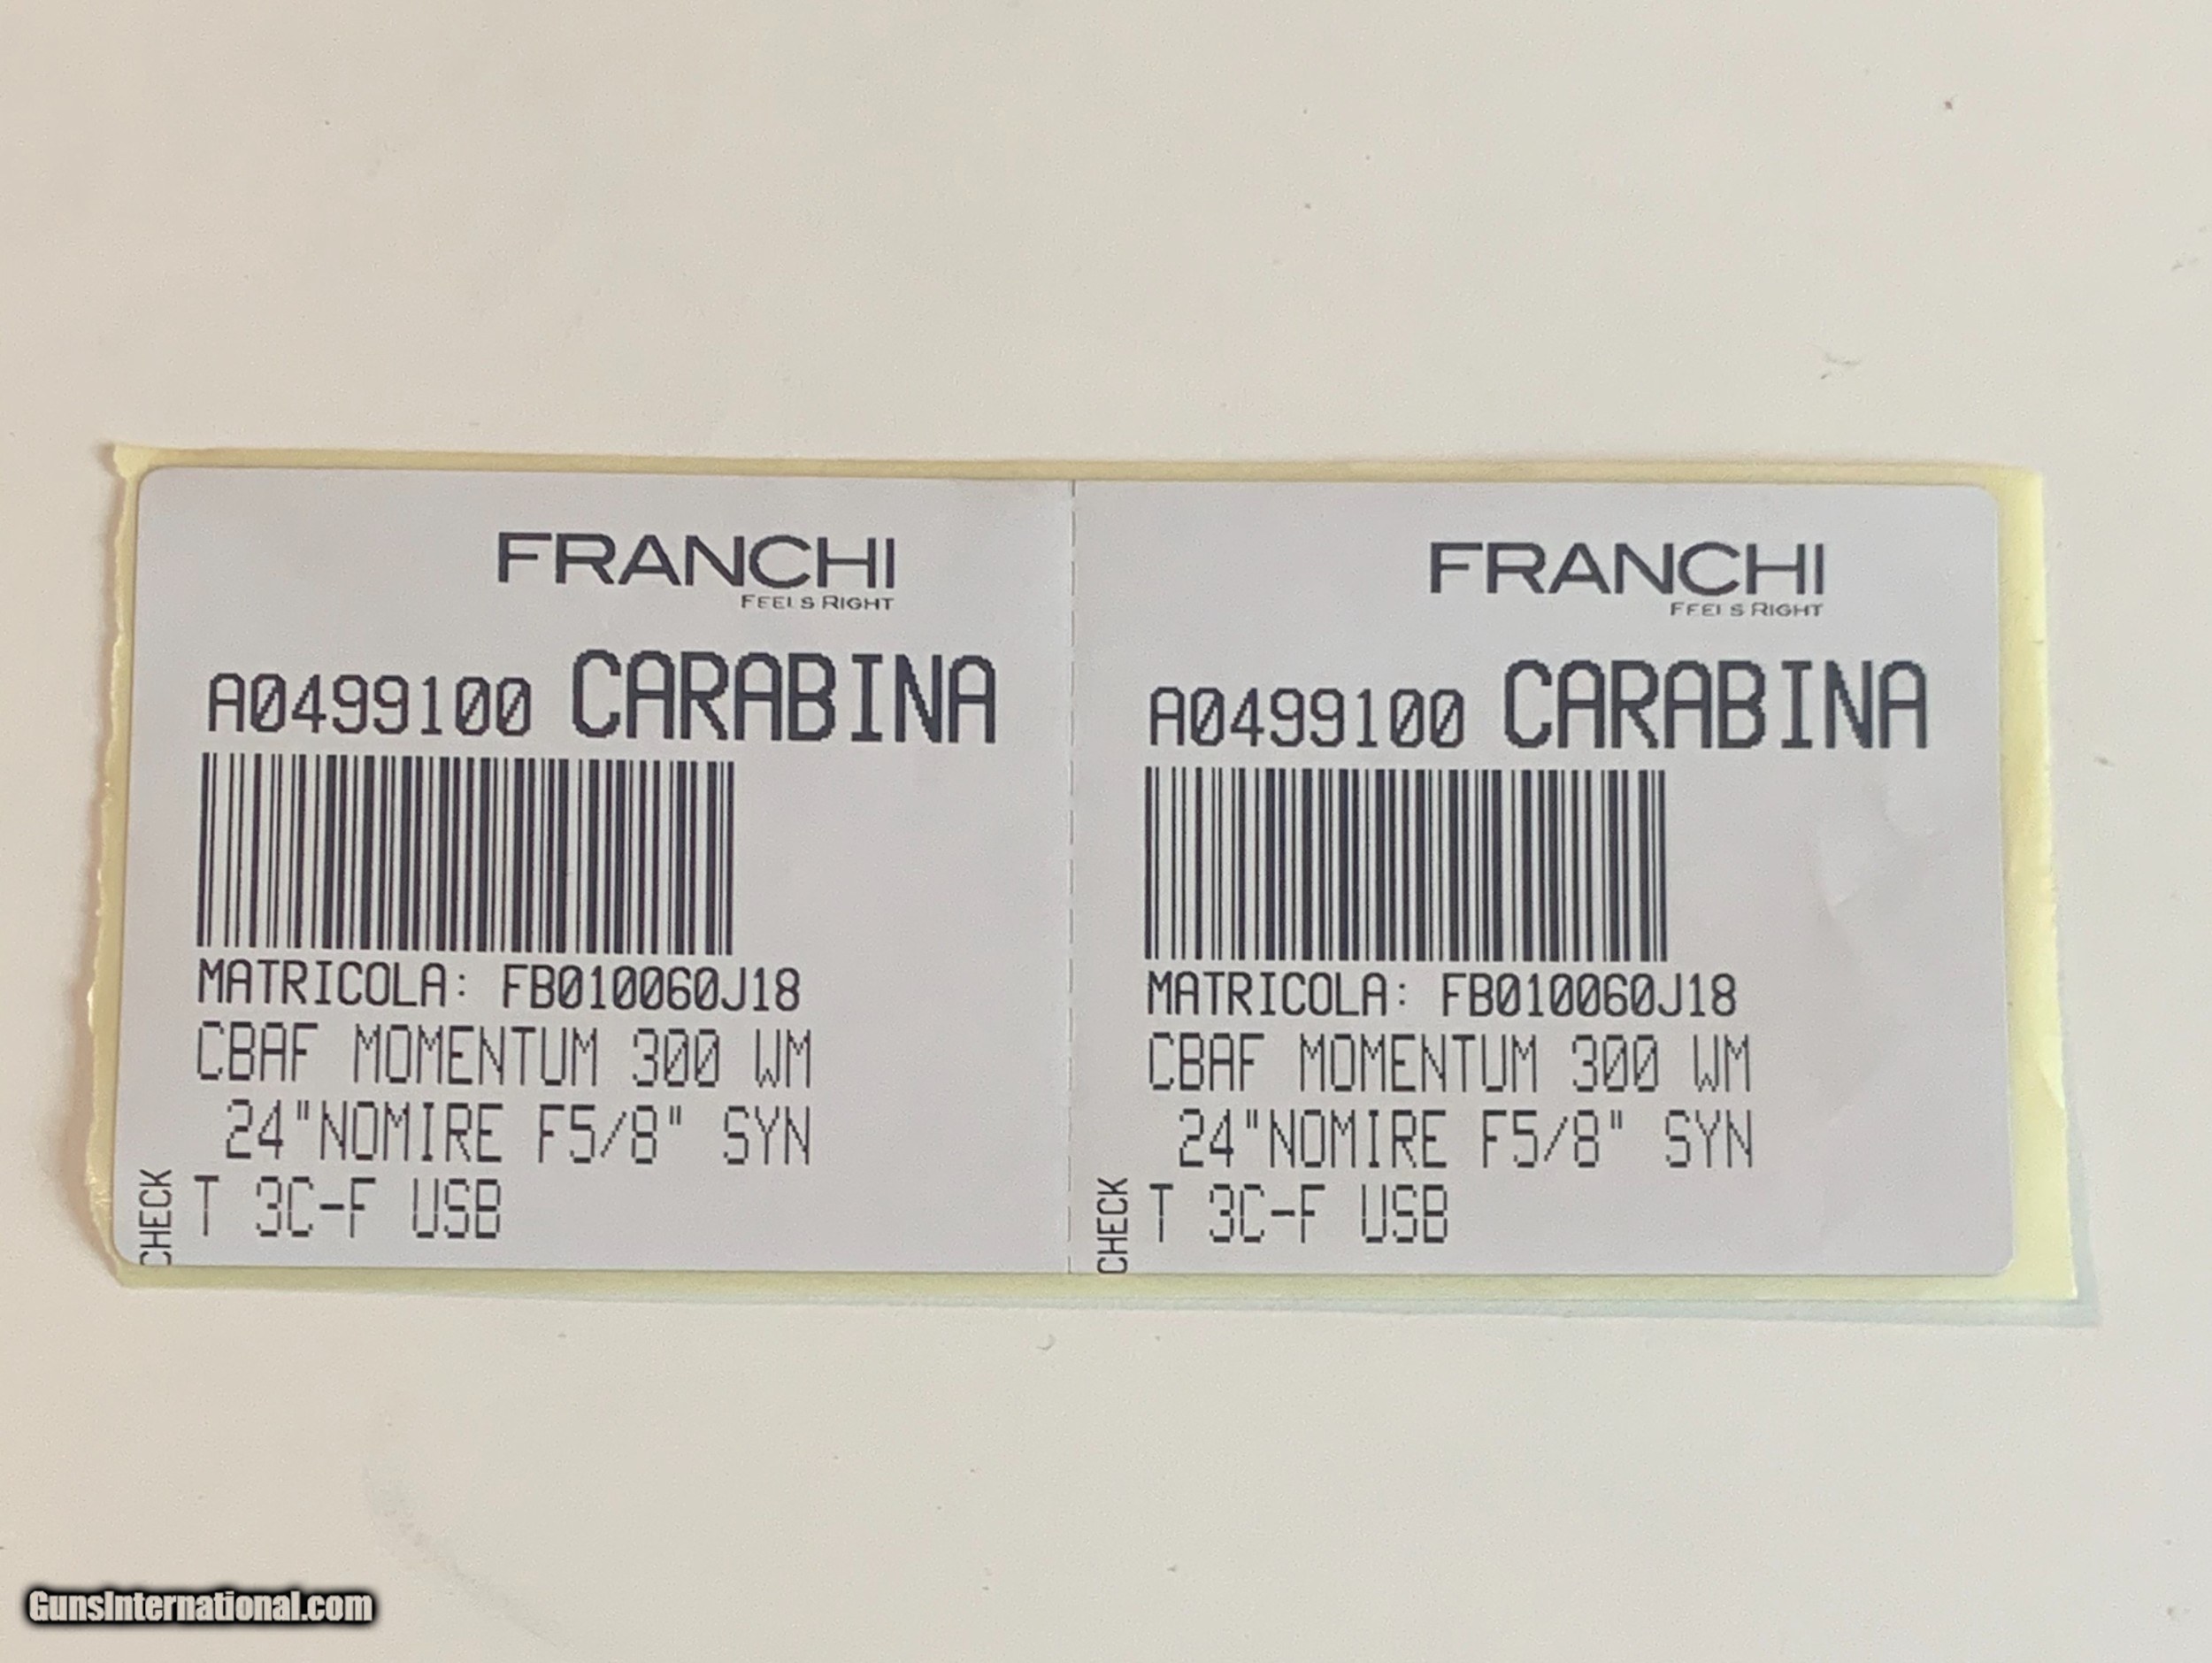 FRANCHI
FEELS RIGHT
A0499100 CARABINA
MATRICOLA: FB010060J18
CBAF MOMENTUM 300 WM
24"NOMIRE F5/8" SYN
T 3C-F USB
CHECK
FRANCHI
FEELS RIGHT
A0499100 CARABINA
MATRICOLA: FB010060J18
CBAF MOMENTUM 300 WM
24"NOMIRE F5/8" SYN
T 3C-F USB
CHECK
GunsInternational.com